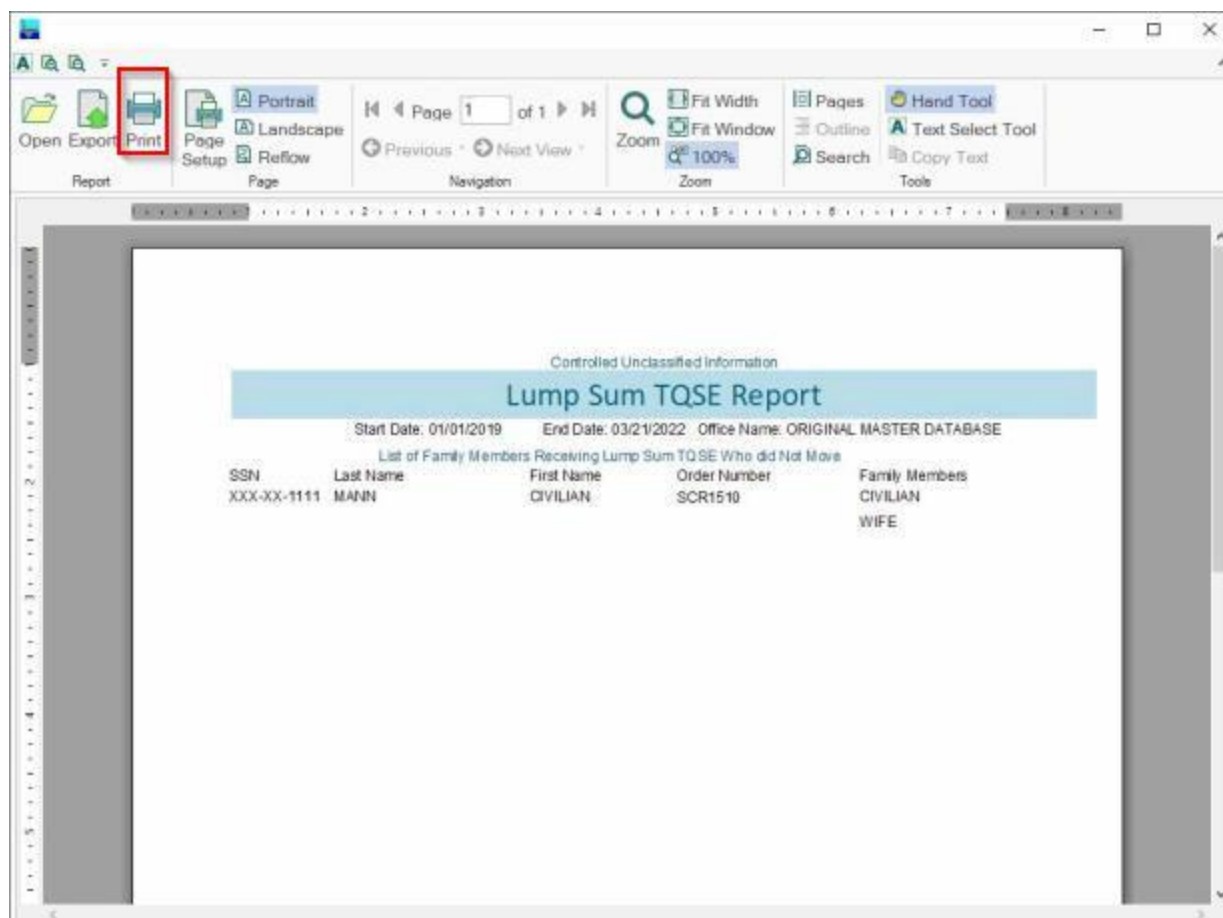 A
Open Export Print
Page Setup
Portrait
Landscape
Reflow
Page 1 of 1
Previous Next View
Zoom
Fit Width
Fit Window
100%
Pages
Outline
Search
Hand Tool
Text Select Tool
Copy Text
Report Page Navigation Zoom Tools
Controlled Unclassified Information
Lump Sum TQSE Report
Start Date: 01/01/2019 End Date: 03/21/2022 Office Name: ORIGINAL MASTER DATABASE
List of Family Members Receiving Lump Sum TQSE Who did Not Move
SSN Last Name First Name Order Number Family Members
XXX-XX-1111 MANN CIVILIAN SCR1510 CIVILIAN
WIFE